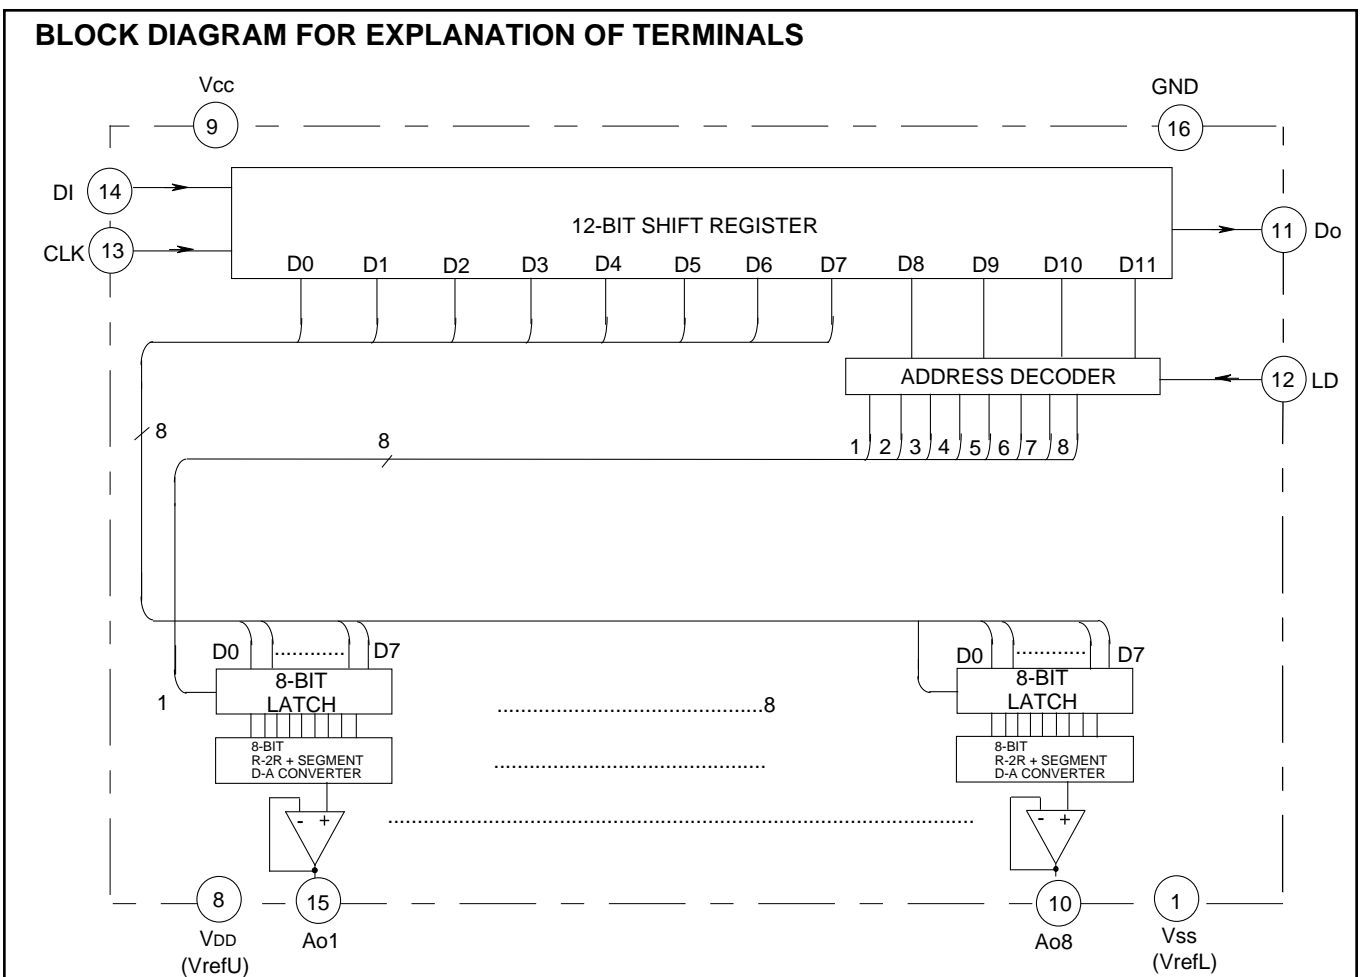 BLOCK DIAGRAM FOR EXPLANATION OF TERMINALS
Vcc
GND
9
16
DI
14
12-BIT SHIFT REGISTER
11
Do
CLK
13
D0 D1 D2 D3 D4 D5 D6 D7 D8 D9 D10 D11
ADDRESS DECODER
12
LD
8
8
1 2 3 4 5 6 7 8
D0 ............ D7
D0 ............ D7
8-BIT
LATCH
8-BIT
LATCH
1
8
8-BIT
R-2R + SEGMENT
D-A CONVERTER
8-BIT
R-2R + SEGMENT
D-A CONVERTER
- +
- +
8
15
10
1
VDD
(VrefU)
Ao1
Ao8
Vss
(VrefL)